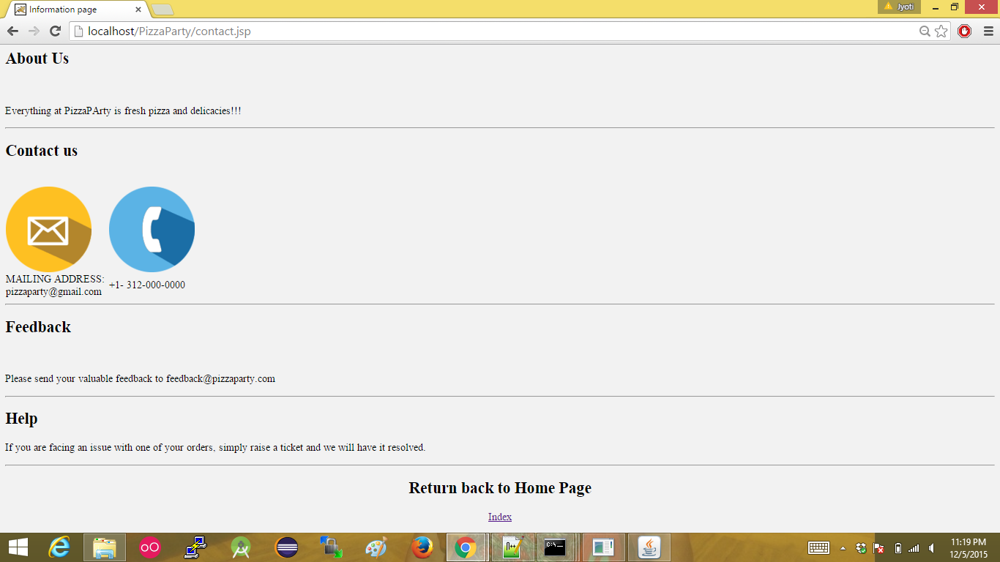 Information page
Jyoti
localhost/PizzaParty/contact.jsp
About Us
Everything at PizzaPArty is fresh pizza and delicacies!!!
Contact us
MAILING ADDRESS:
pizzaparty@gmail.com
+1- 312-000-0000
Feedback
Please send your valuable feedback to feedback@pizzaparty.com
Help
If you are facing an issue with one of your orders, simply raise a ticket and we will have it resolved.
Return back to Home Page
Index
11:19 PM
12/5/2015